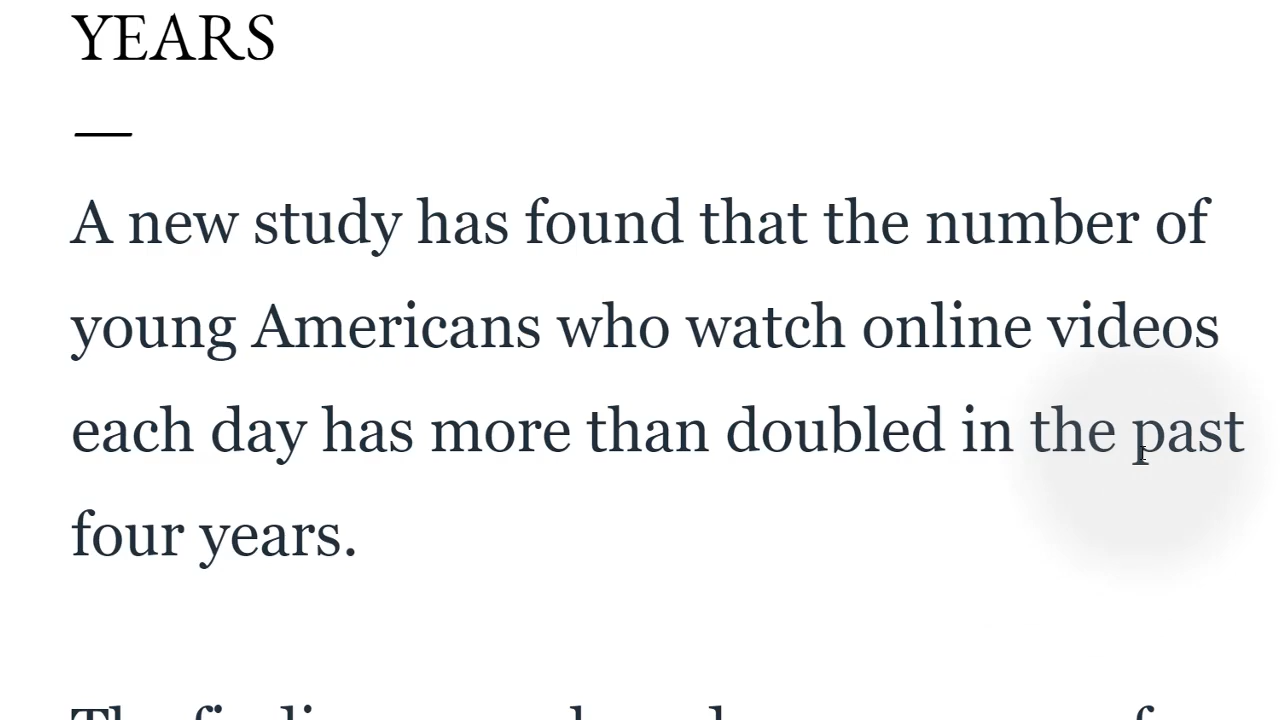 YEARS
—
A new study has found that the number of
young Americans who watch online videos
each day has more than doubled in the past
four years.